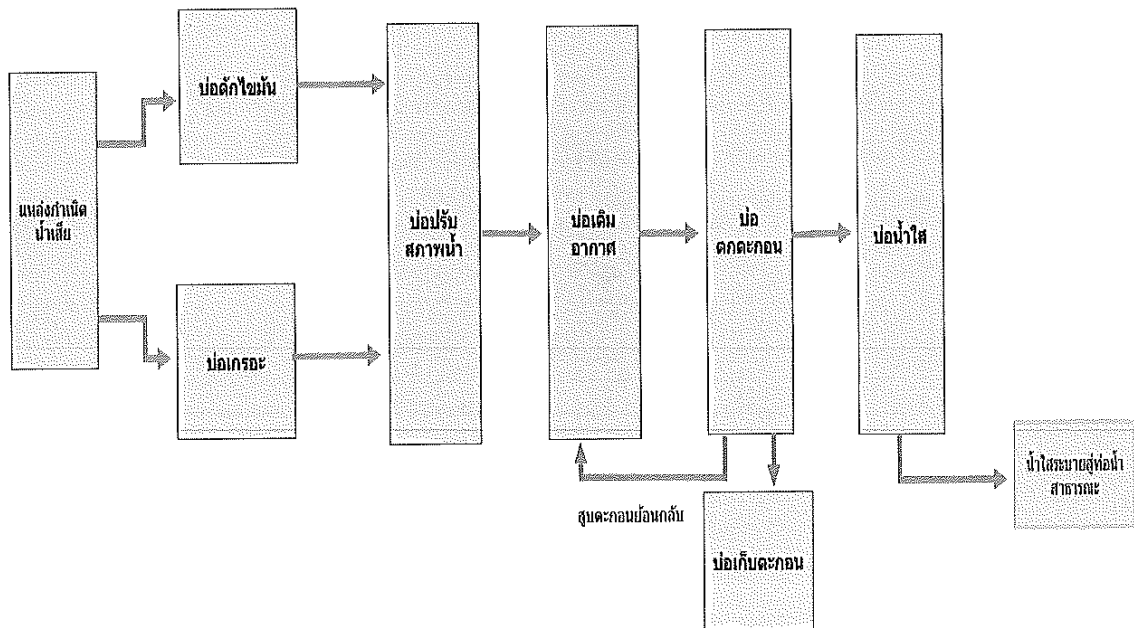 แหล่งกำเนิด
น้ำเสีย
บ่อดักไขมัน
บ่อเกรอะ
บ่อปรับ
สภาพน้ำ
บ่อเติม
อากาศ
บ่อ
ตกตะกอน
บ่อน้ำใส
สูบตะกอนย้อนกลับ
บ่อเก็บตะกอน
น้ำใสระบายสู่ท่อน้ำ
สาธารณะ